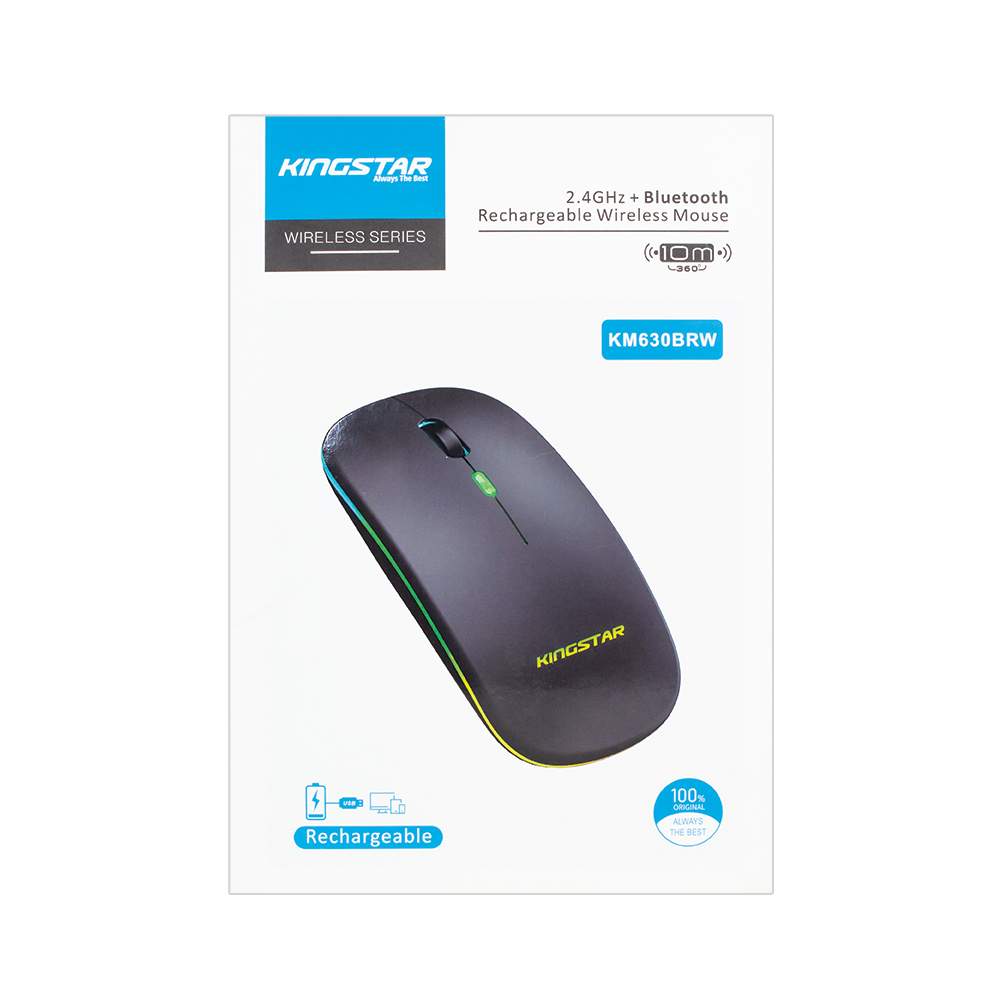 KINGSTAR
Always The Best
WIRELESS SERIES
2.4GHz + Bluetooth
Rechargeable Wireless Mouse
10m
360°
KM630BRW
KINGSTAR
USB
Rechargeable
100%
ORIGINAL
ALWAYS
THE BEST